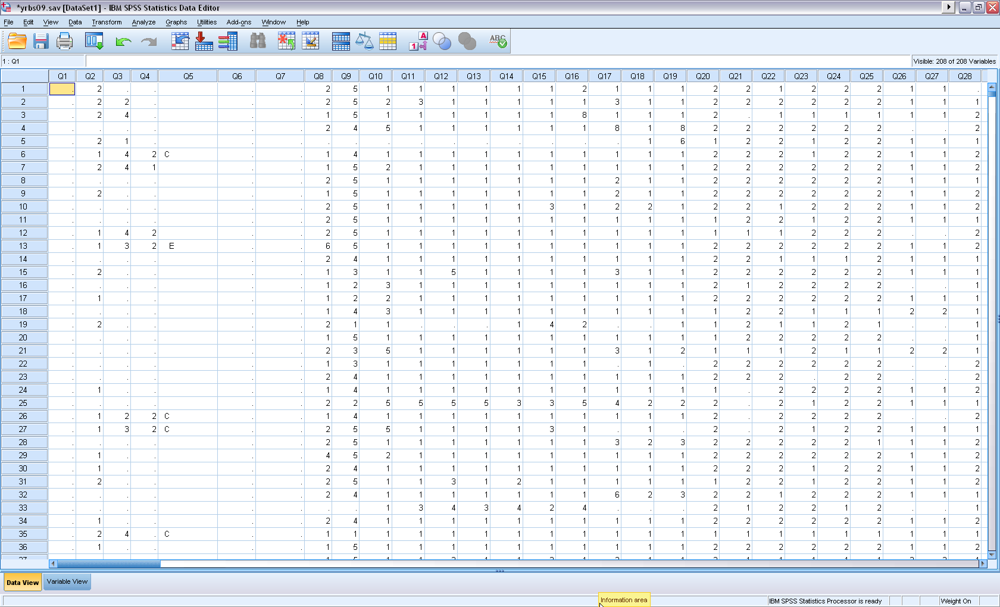 *yrbs09.sav [DataSet1] - IBM SPSS Statistics Data Editor
File Edit View Data Transform Analyze Graphs Utilities Add-ons Window Help
A 1 ABC
1 : Q1 Visible: 208 of 208 Variables
Q1 Q2 Q3 Q4 Q5 Q6 Q7 Q8 Q9 Q10 Q11 Q12 Q13 Q14 Q15 Q16 Q17 Q18 Q19 Q20 Q21 Q22 Q23 Q24 Q25 Q26 Q27 Q28
1 . 2 . . . . 2 5 1 1 1 1 1 1 2 1 1 1 2 2 1 2 2 2 1 1 .
2 . 2 2 . . . 2 5 2 3 1 1 1 1 1 3 1 1 2 2 2 2 2 2 1 1 1
3 . 2 4 . . . 1 5 1 1 1 1 1 1 8 1 1 1 2 . 1 1 1 1 1 1 2
4 . . . . . . 2 4 5 1 1 1 1 1 1 8 1 8 2 2 2 2 2 2 . . 2
5 . 2 1 . . . . . . . . . . . . . 1 6 1 2 2 1 2 2 1 1 1
6 . 1 4 2 C . . 1 4 1 1 1 1 1 1 1 1 1 1 2 2 2 1 2 2 1 1 2
7 . 2 4 1 . . 1 5 2 1 1 1 1 1 1 1 1 1 2 2 2 2 2 2 1 1 2
8 . . . . . . 2 5 1 1 1 1 1 1 1 2 1 1 2 2 2 2 2 2 1 1 2
9 . 2 . . . . 1 5 1 1 1 1 1 1 1 2 1 1 2 2 2 2 2 2 1 1 2
10 . . . . . . 2 5 1 1 1 1 1 3 1 2 2 1 2 2 1 2 2 2 1 1 2
11 . . . . . . 2 5 1 1 1 1 1 1 1 1 1 1 2 2 1 2 2 2 1 1 1
12 . 1 4 2 . . 2 5 1 1 1 1 1 1 1 1 1 1 1 1 1 2 2 2 . . 2
13 . 1 3 2 E . . 6 5 1 1 1 1 1 1 1 1 1 1 2 2 2 2 2 2 1 1 2
14 . . . . . . 2 4 1 1 1 1 1 1 1 1 1 1 2 2 1 1 1 2 1 1 1
15 . 2 . . . . 1 3 1 1 5 1 1 1 1 3 1 1 2 2 2 2 2 2 1 1 1
16 . . . . . . 1 2 3 1 1 1 1 1 1 1 1 1 2 1 2 2 2 2 . . 1
17 . 1 . . . . 1 2 2 1 1 1 1 1 1 1 1 1 2 2 2 2 2 2 1 1 1
18 . . . . . . 1 4 3 1 1 1 1 1 1 1 1 1 1 2 2 1 1 1 2 2 1
19 . 2 . . . . 2 1 1 . . . 1 4 2 . . 1 1 2 1 1 2 1 . . 1
20 . . . . . . 1 5 1 1 1 1 1 1 1 1 1 1 1 2 2 2 2 2 . . 1
21 . . . . . . 2 3 5 1 1 1 1 1 1 3 1 2 1 1 1 2 1 1 2 2 1
22 . . . . . . 1 3 1 1 1 1 1 1 1 . 1 . 2 2 2 2 2 2 . . 2
23 . . . . . . 2 4 1 1 1 1 1 1 1 1 1 1 2 2 2 . 2 2 . . 2
24 . 1 . . . . 1 4 1 1 1 1 1 1 1 1 1 1 1 . 2 2 2 2 1 1 2
25 . . . . . . 2 2 5 5 5 5 3 3 5 4 2 2 2 . 2 1 2 2 1 1 1
26 . 1 2 2 C . . 1 4 1 1 1 1 1 1 1 1 1 1 2 . 2 2 2 2 . . 2
27 . 1 3 2 C . . 2 5 5 1 1 1 1 3 1 . 1 . 2 . 2 1 2 2 1 1 1
28 . . . . . . 2 5 1 1 1 1 1 1 1 3 2 3 2 2 2 2 2 1 1 1 2
29 . 1 . . . . 4 5 2 1 1 1 1 1 1 1 1 1 2 2 2 2 2 2 1 1 2
30 . 1 . . . . 2 4 1 1 1 1 1 1 1 1 1 1 2 2 2 1 2 2 1 1 2
31 . 2 . . . . 2 5 1 1 3 1 2 1 1 1 1 1 1 2 2 1 2 2 1 1 2
32 . . . . . . 2 4 1 1 1 1 1 1 1 6 2 3 2 2 1 2 2 2 1 1 1
33 . . . . . . . . 1 3 4 3 4 2 4 . . . 2 1 2 2 1 2 . . 1
34 . 1 . . . . 2 4 1 1 1 1 1 1 1 1 1 1 2 2 2 2 2 2 1 1 2
35 . 2 4 . C . . 1 1 1 1 1 1 1 1 1 1 1 1 1 1 1 1 1 1 1 1 1
36 . 1 . . . . 1 5 1 1 1 1 1 1 1 1 1 1 2 2 2 2 2 2 1 1 2
Data View Variable View
Information area
IBM SPSS Statistics Processor is ready Weight On